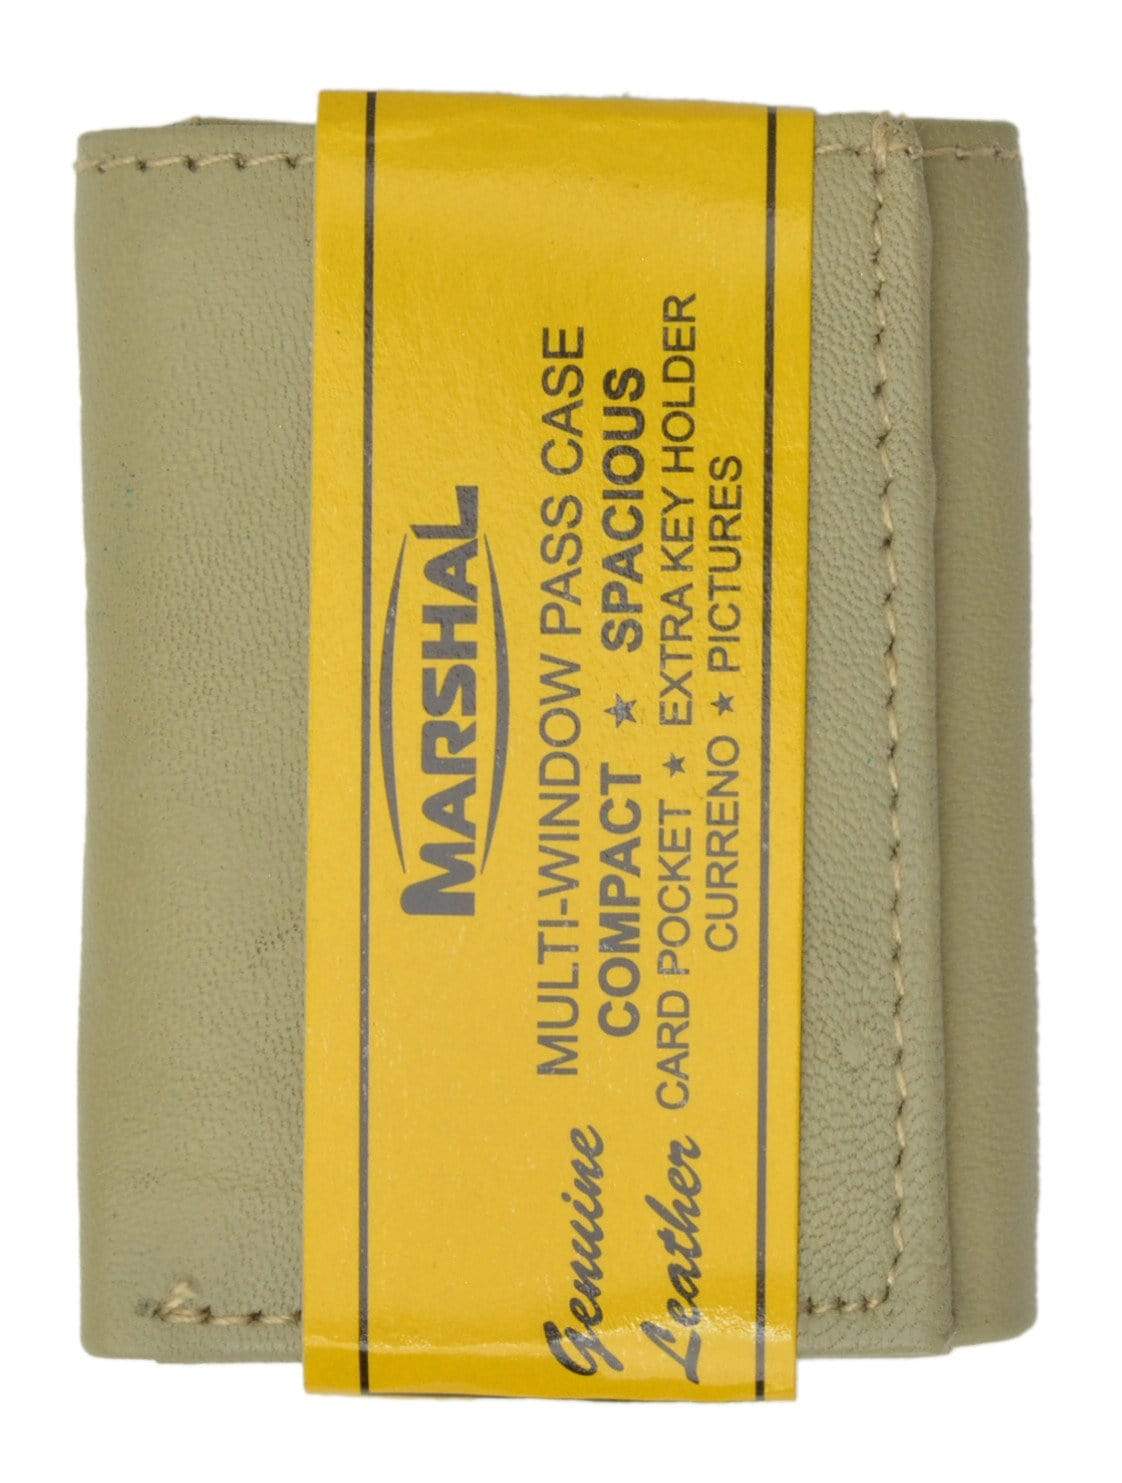 MARSHAL
MULTI-WINDOW PASS CASE
COMPACT ★ SPACIOUS
CARD POCKET ★ EXTRA KEY HOLDER
CURRENO ★ PICTURES
Genuine
Leather